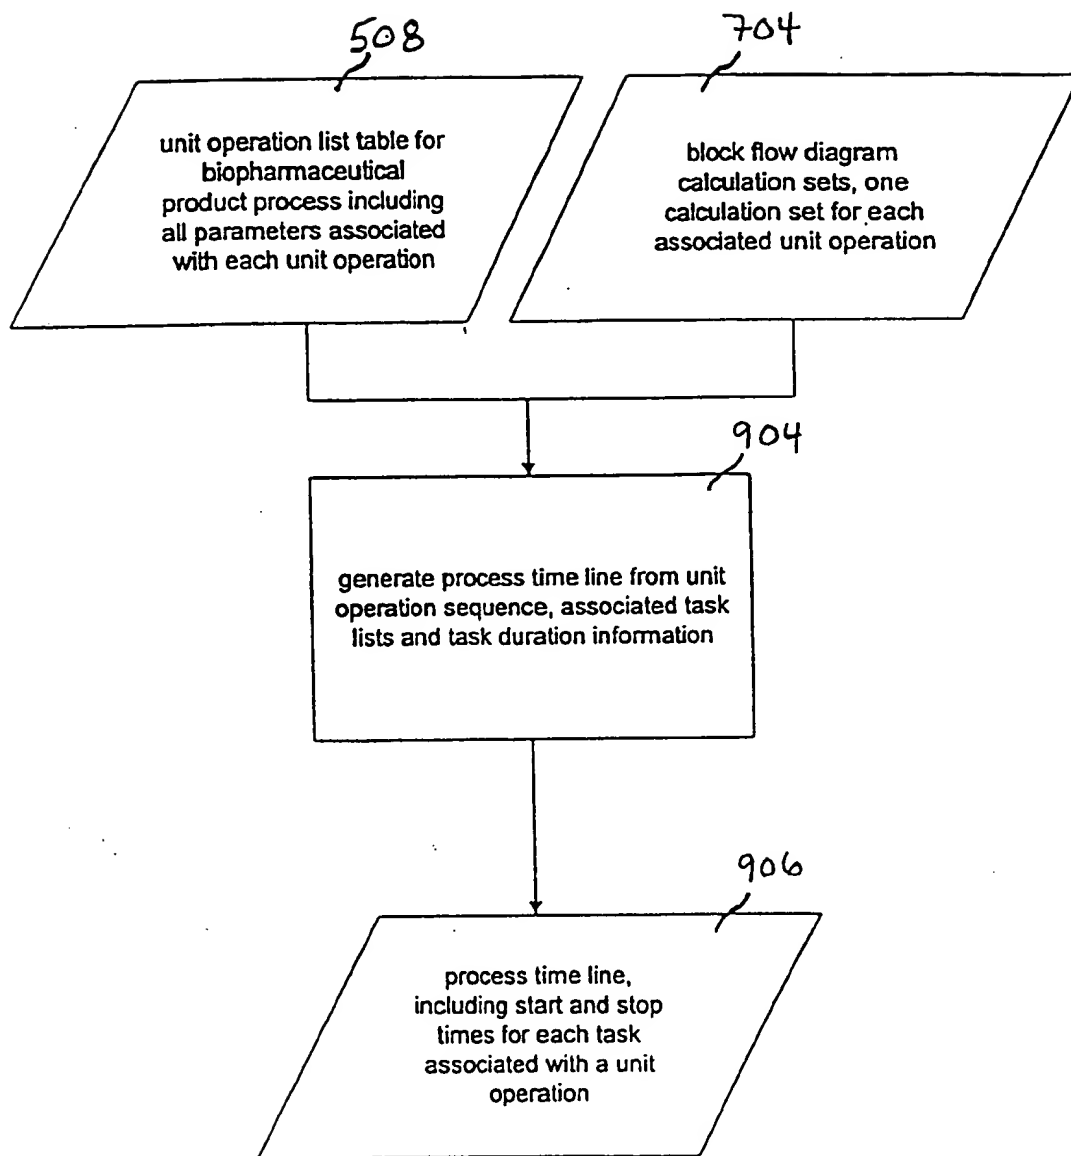 508
unit operation list table for
biopharmaceutical
product process including
all parameters associated
with each unit operation
704
block flow diagram
calculation sets, one
calculation set for each
associated unit operation
904
generate process time line from unit
operation sequence, associated task
lists and task duration information
906
process time line,
including start and stop
times for each task
associated with a unit
operation